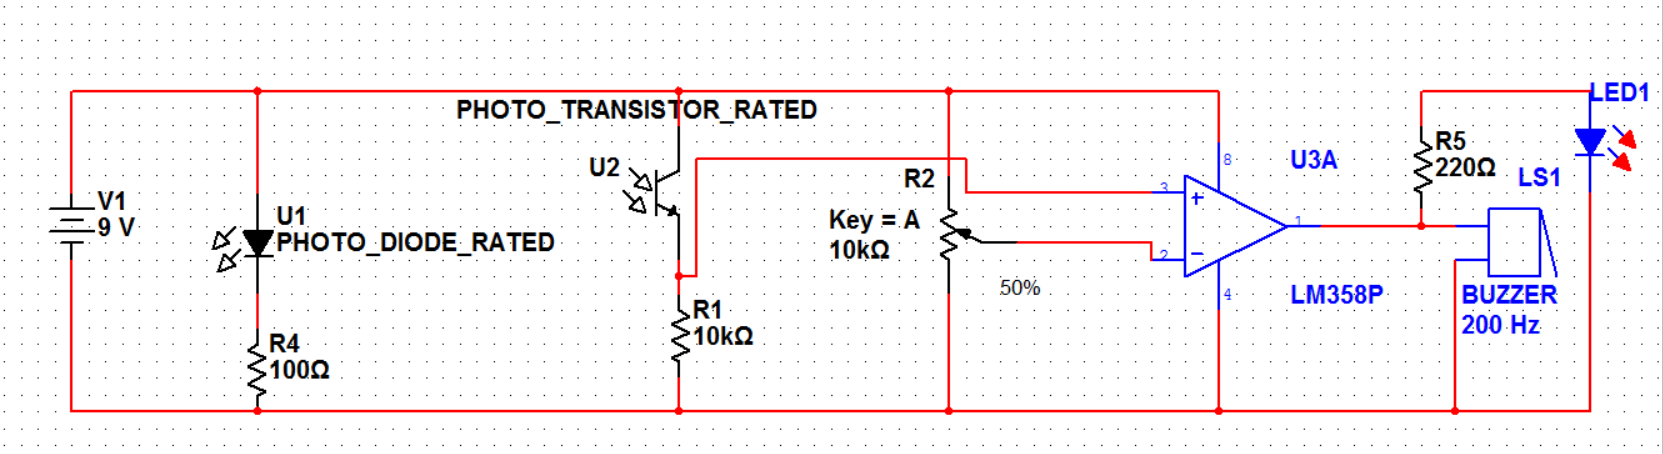 LED1
PHOTO_TRANSISTOR_RATED
8
R5
220Ω
U3A
U2
LS1
R2
3
V1
9 V
U1
PHOTO_DIODE_RATED
Key = A
10kΩ
1
2
50%
4
LM358P
BUZZER
200 Hz
R1
10kΩ
R4
100Ω